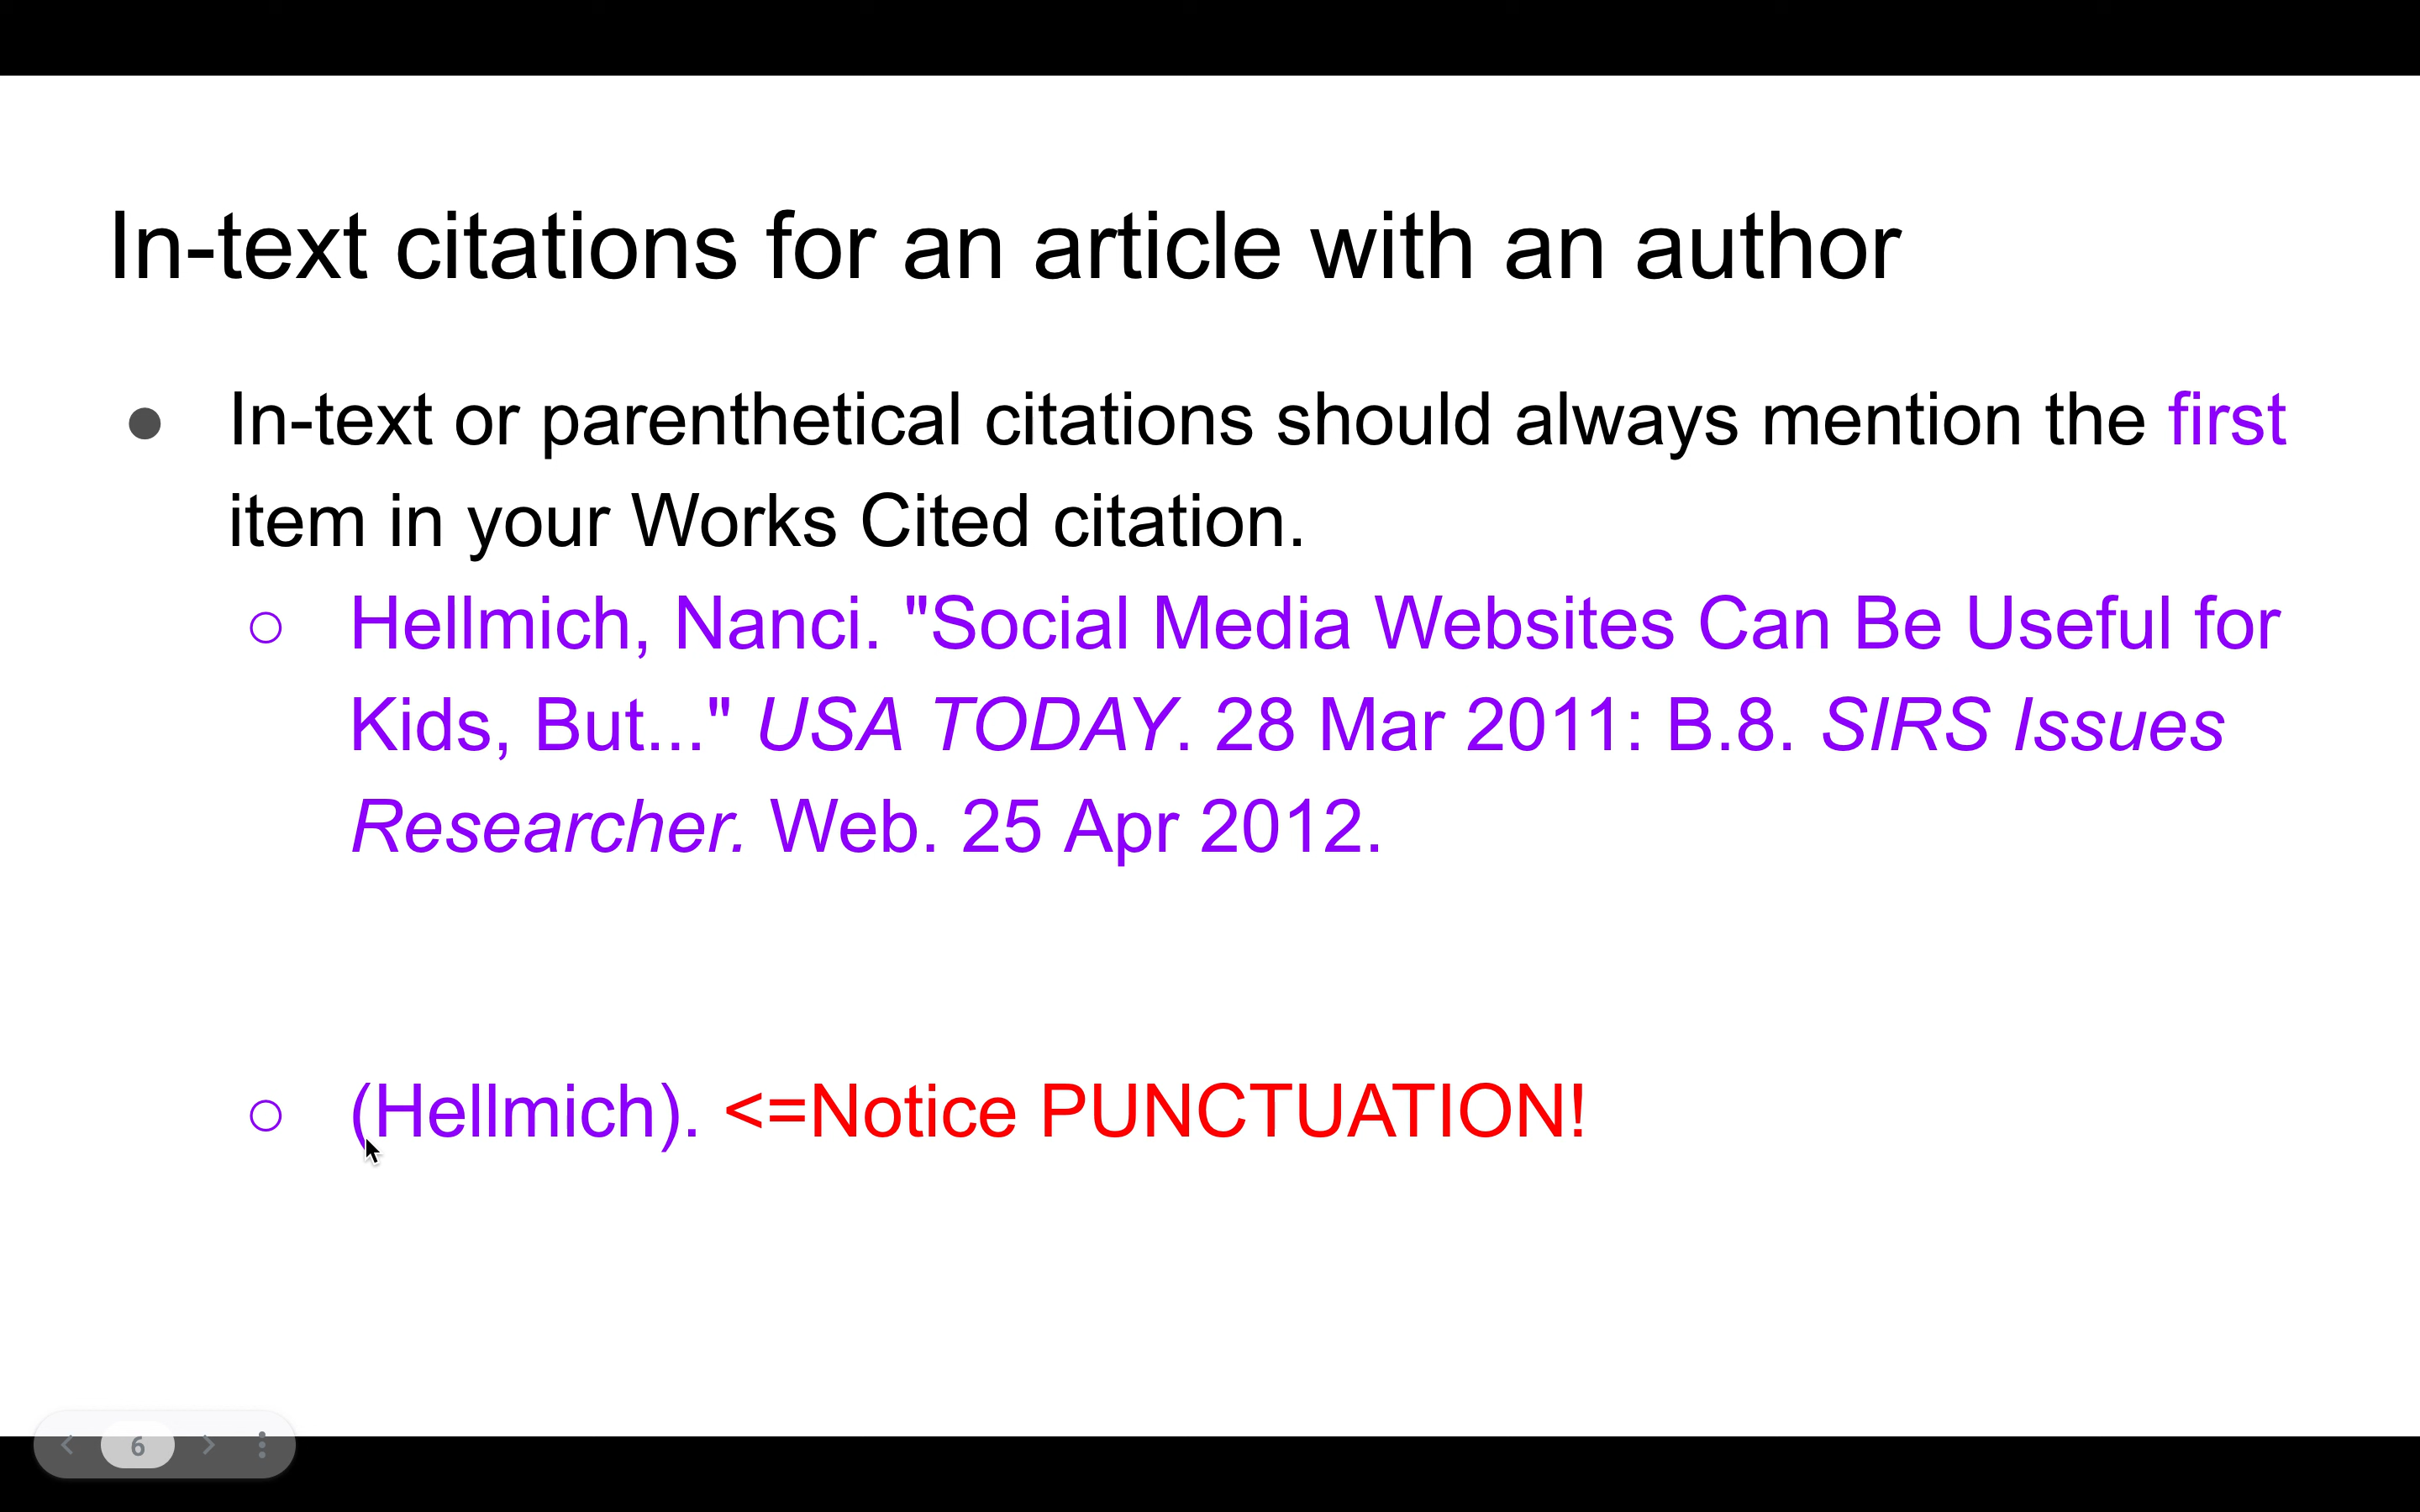 In-text citations for an article with an author
● In-text or parenthetical citations should always mention the first
item in your Works Cited citation.
○ Hellmich, Nanci. "Social Media Websites Can Be Useful for
Kids, But... " USA TODAY. 28 Mar 2011: B.8. SIRS Issues
Researcher. Web. 25 Apr 2012.
○ (Hellmich). <=Notice PUNCTUATION!
6